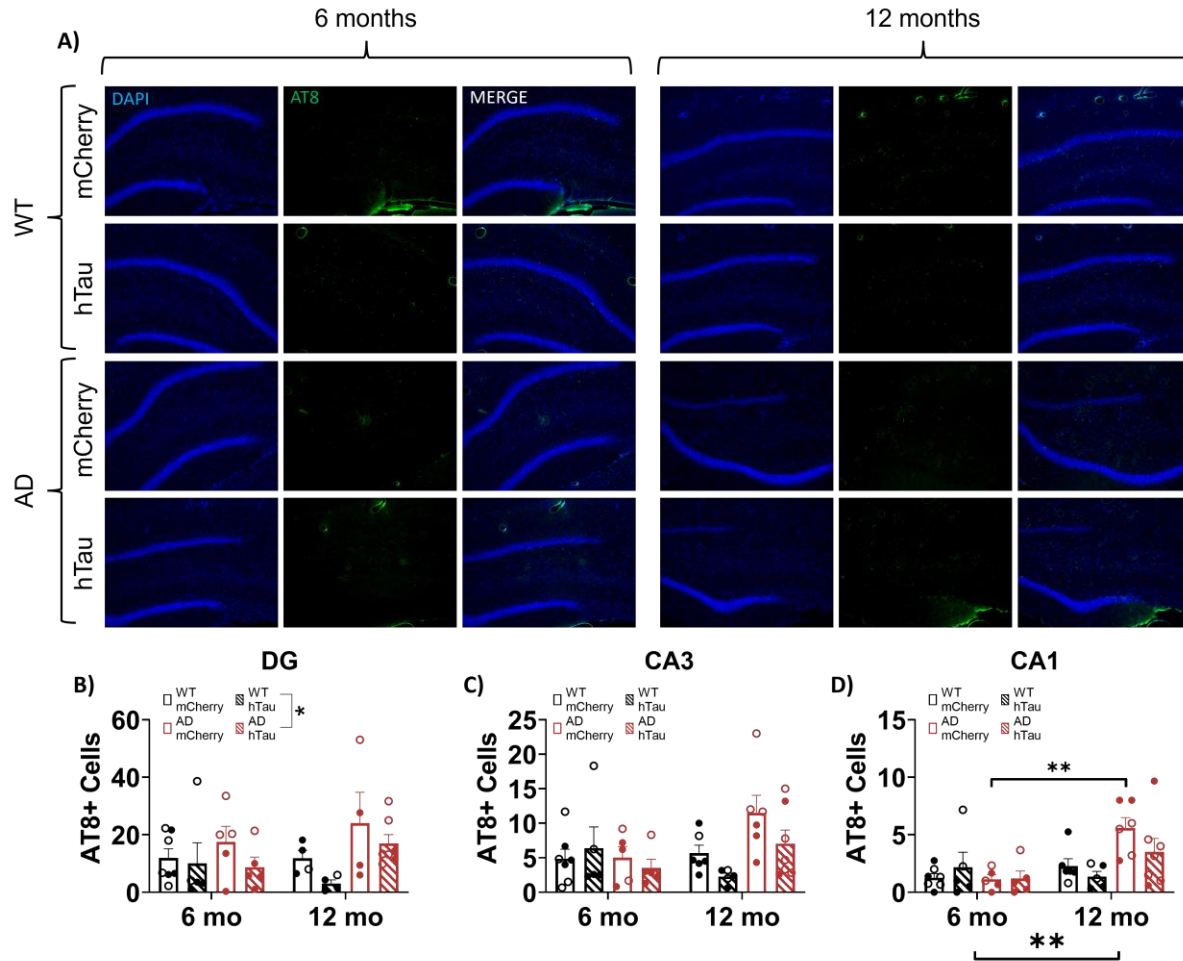 6 months
12 months
A)
DAPI
AT8
MERGE
WT
mCherry
hTau
AD
mCherry
hTau
DG
CA3
CA1
B)
WT mCherry
WT hTau
AD mCherry
AD hTau
*
AT8+ Cells
60
40
20
0
6 mo
12 mo
C)
WT mCherry
WT hTau
AD mCherry
AD hTau
AT8+ Cells
25
20
15
10
5
0
6 mo
12 mo
D)
WT mCherry
WT hTau
AD mCherry
AD hTau
**
AT8+ Cells
15
10
5
0
6 mo
12 mo
**